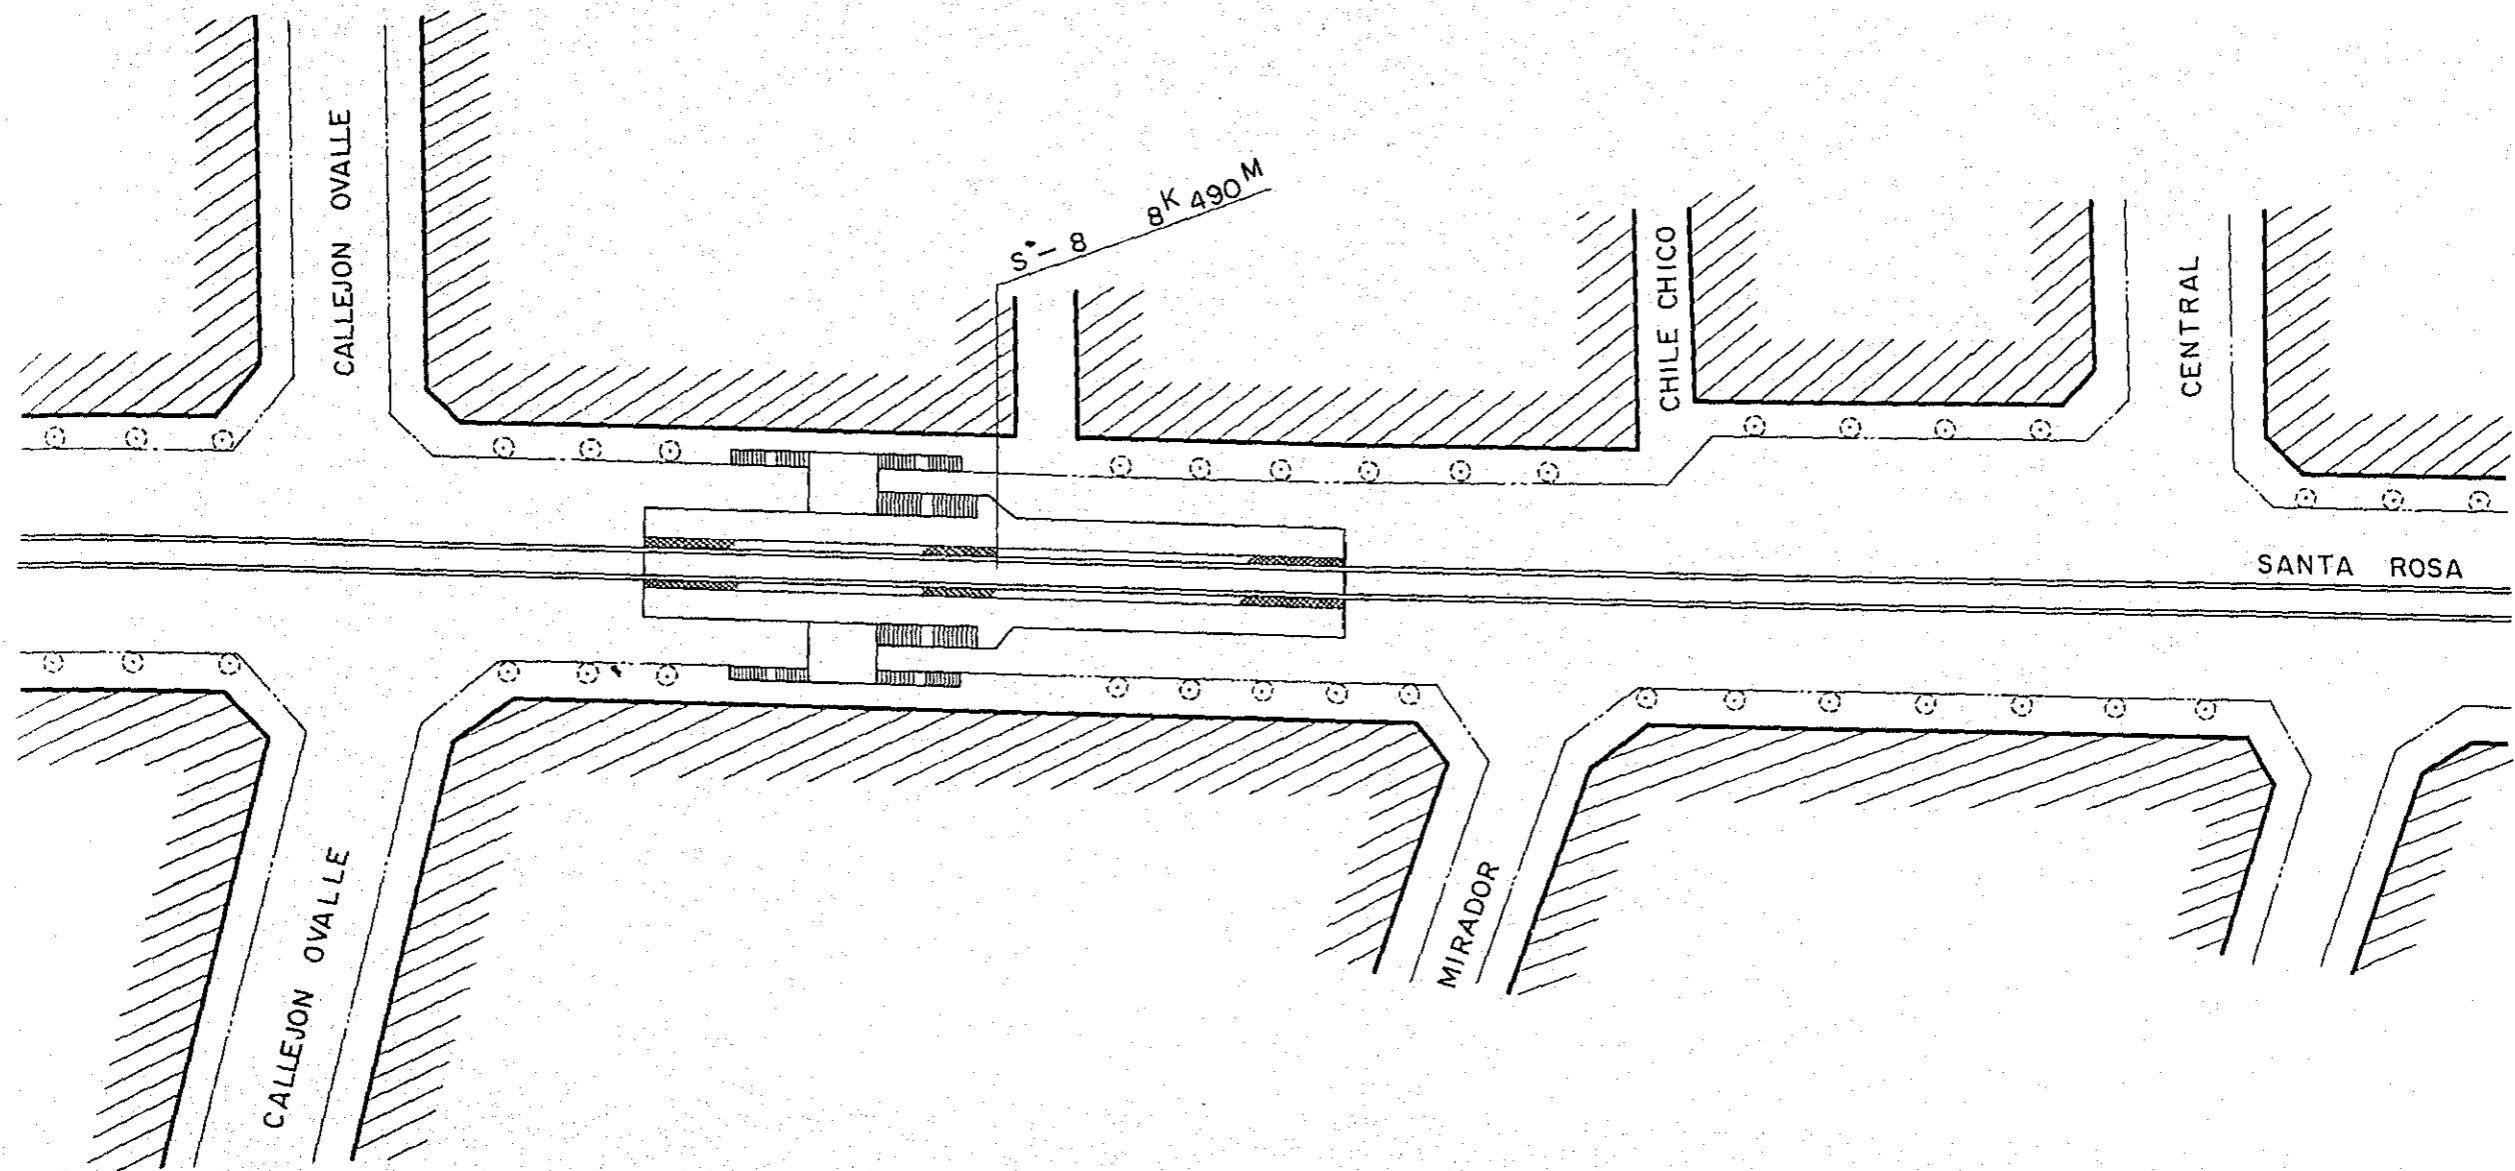 CALLEJON OVALLE
S-8 8K 490M
CHILE CHICO
CENTRAL
SANTA ROSA
CALLEJON OVALLE
MIRADOR